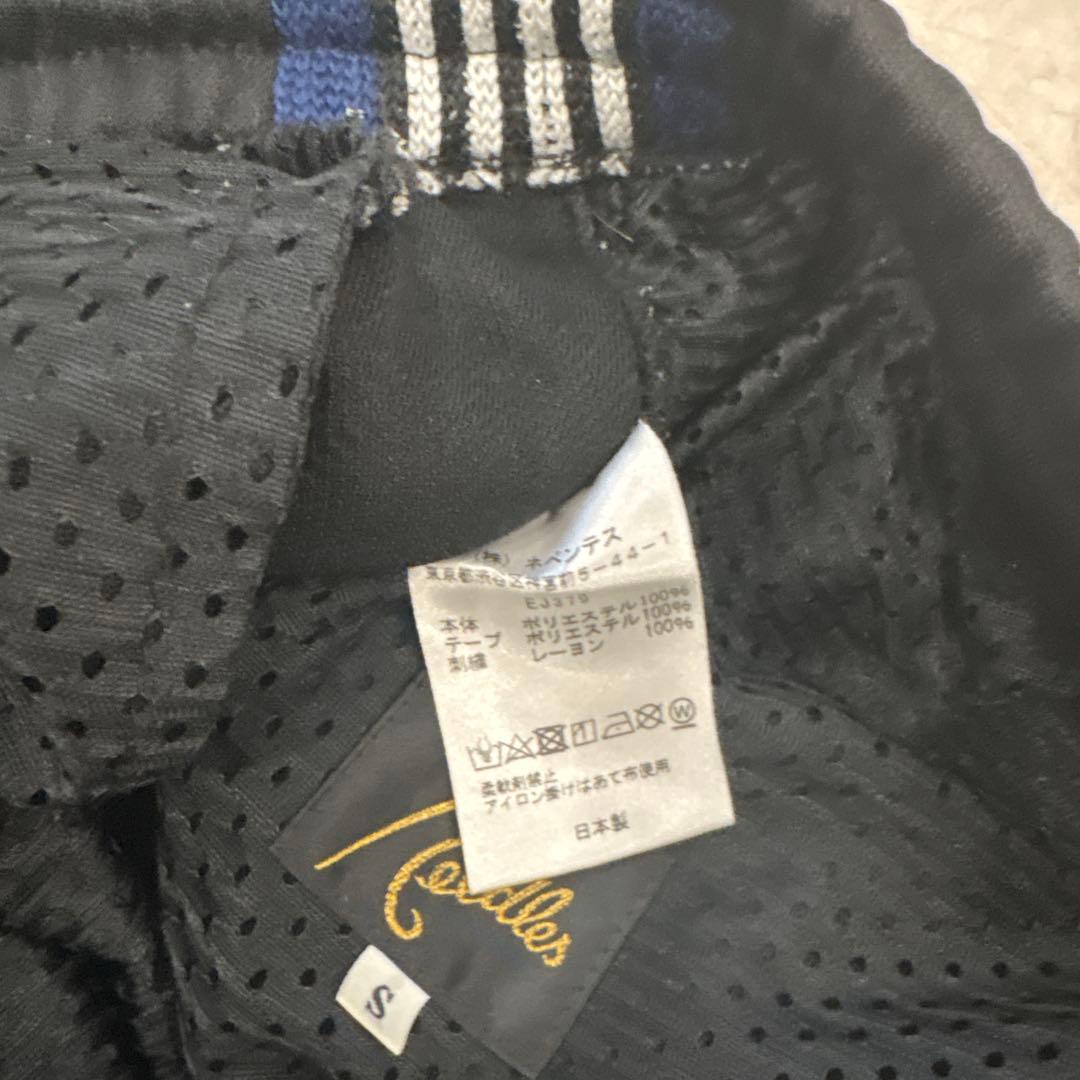 (株) ネペンテス
東京都渋谷区神宮前5-44-1
本体 ポリエステル100%
テープ ポリエステル100%
刺繍 レーヨン 100%
W
柔軟剤禁止
アイロン掛けはあて布使用
日本製
Needles
S